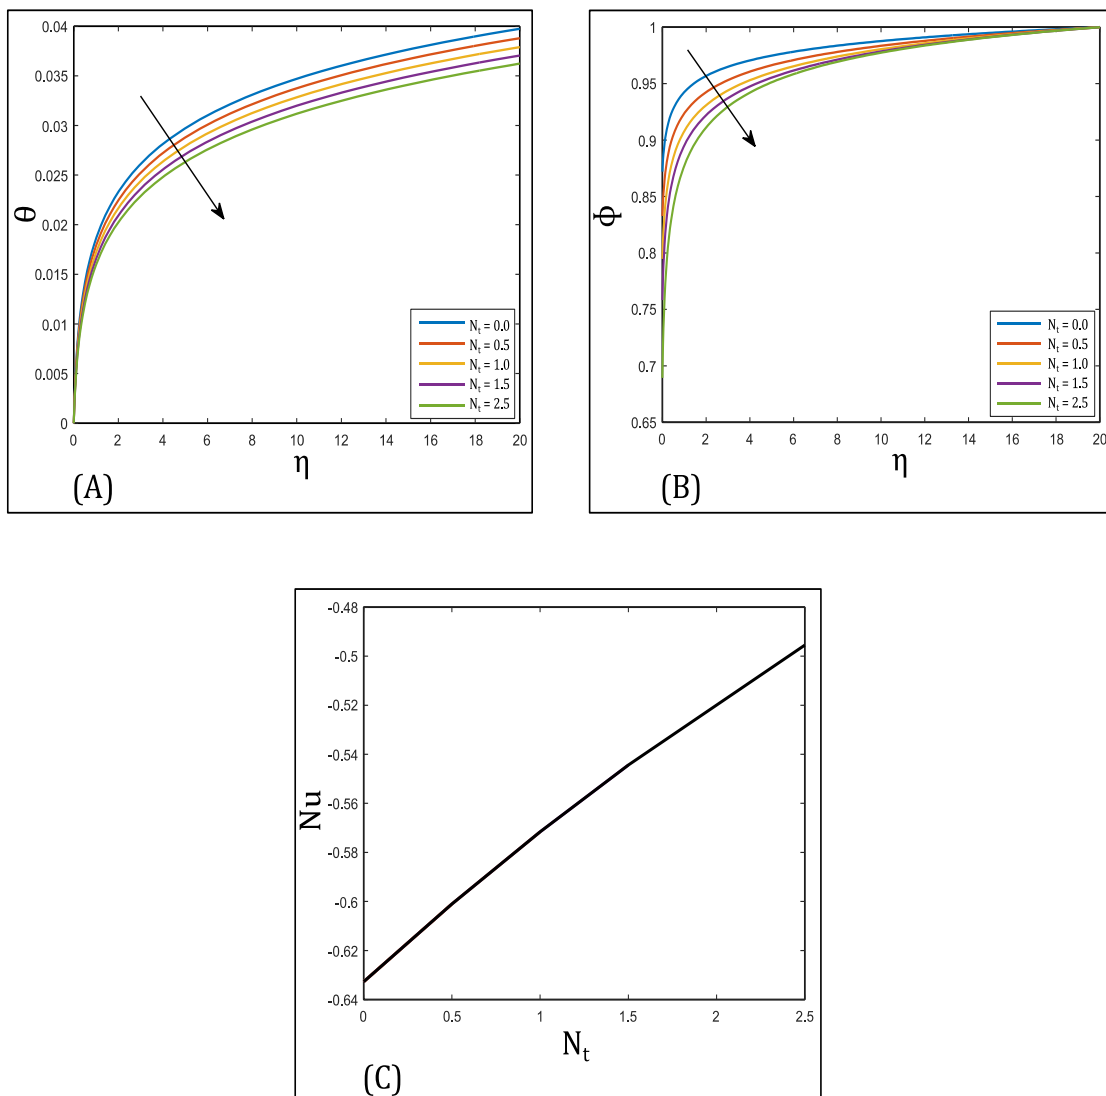 0.04
0.035
0.03
0.025
0.02
0.015
0.01
0.005
0
θ
0 2 4 6 8 10 12 14 16 18 20
η
N_t = 0.0
N_t = 0.5
N_t = 1.0
N_t = 1.5
N_t = 2.5
(A)
1
0.95
0.9
0.85
0.8
0.75
0.7
0.65
ϕ
0 2 4 6 8 10 12 14 16 18 20
η
N_t = 0.0
N_t = 0.5
N_t = 1.0
N_t = 1.5
N_t = 2.5
(B)
-0.48
-0.5
-0.52
-0.54
-0.56
-0.58
-0.6
-0.62
-0.64
Nu
0 0.5 1 1.5 2 2.5
N_t
(C)